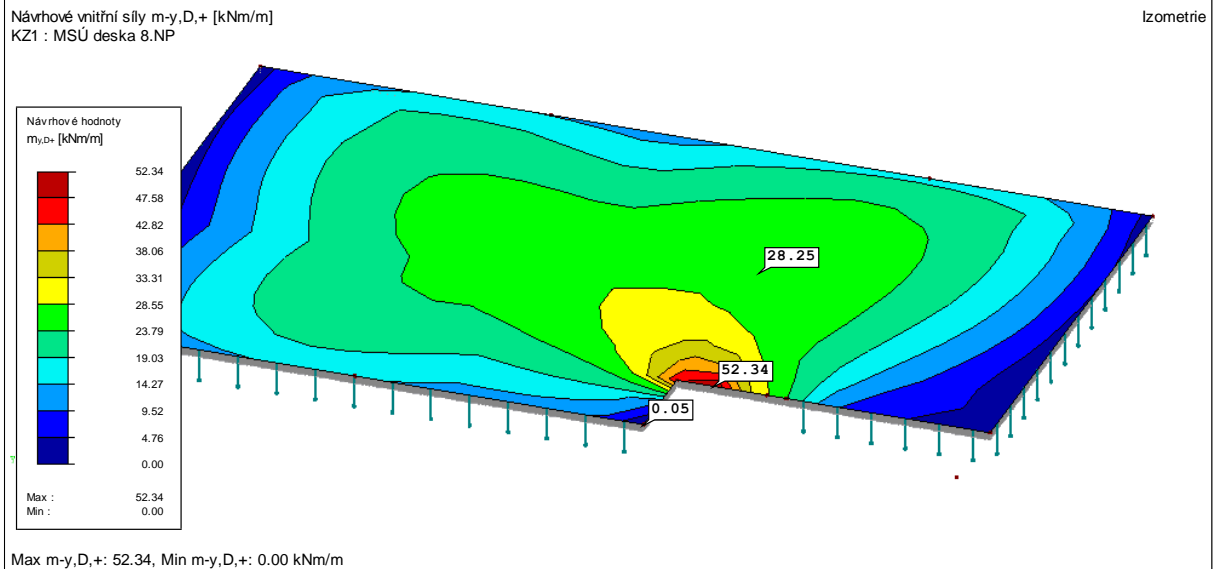 Návrhové vnitřní síly m-y,D,+ [kNm/m]
Izometrie
KZ1 : MSÚ deska 8.NP
Návrhové hodnoty
my,D+ [kNm/m]
52.34
47.58
42.82
38.06
33.31
28.55
23.79
19.03
14.27
9.52
4.76
0.00
Max : 52.34
Min : 0.00
28.25
52.34
0.05
Max m-y,D,+: 52.34, Min m-y,D,+: 0.00 kNm/m